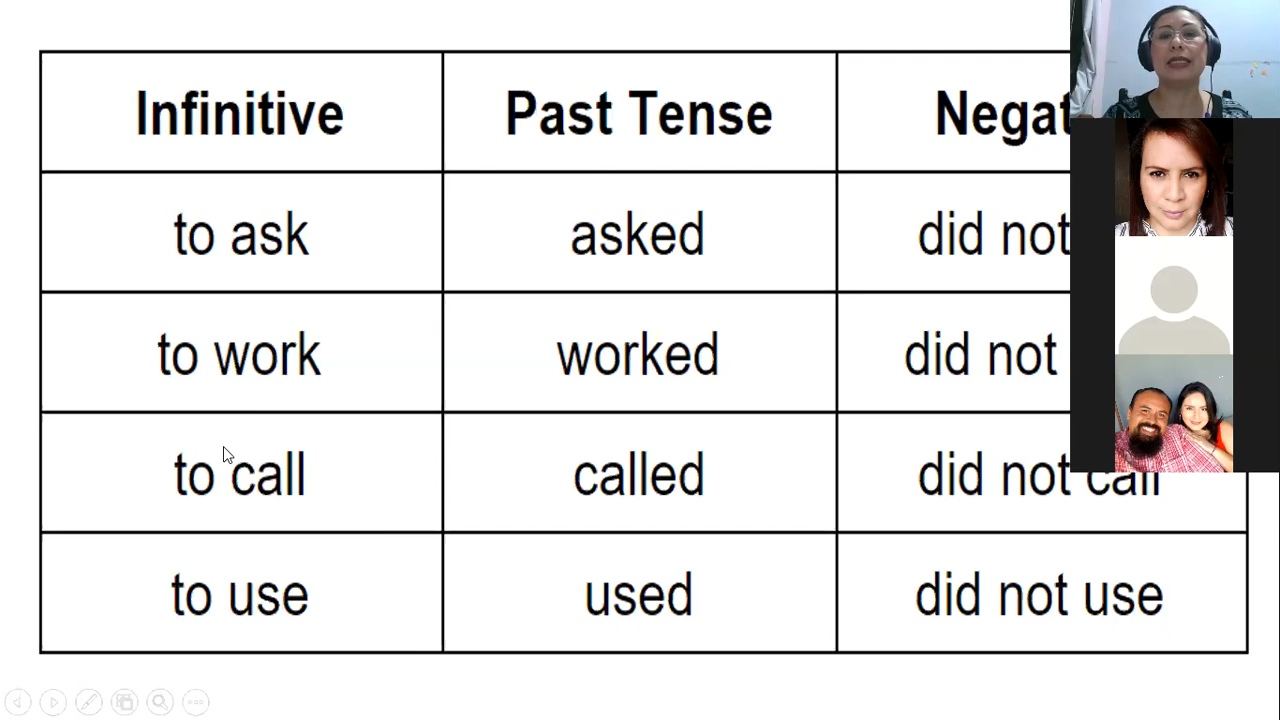 Infinitive Past Tense
to ask asked did not
to work worked did not
to call called did not call
to use used did not use